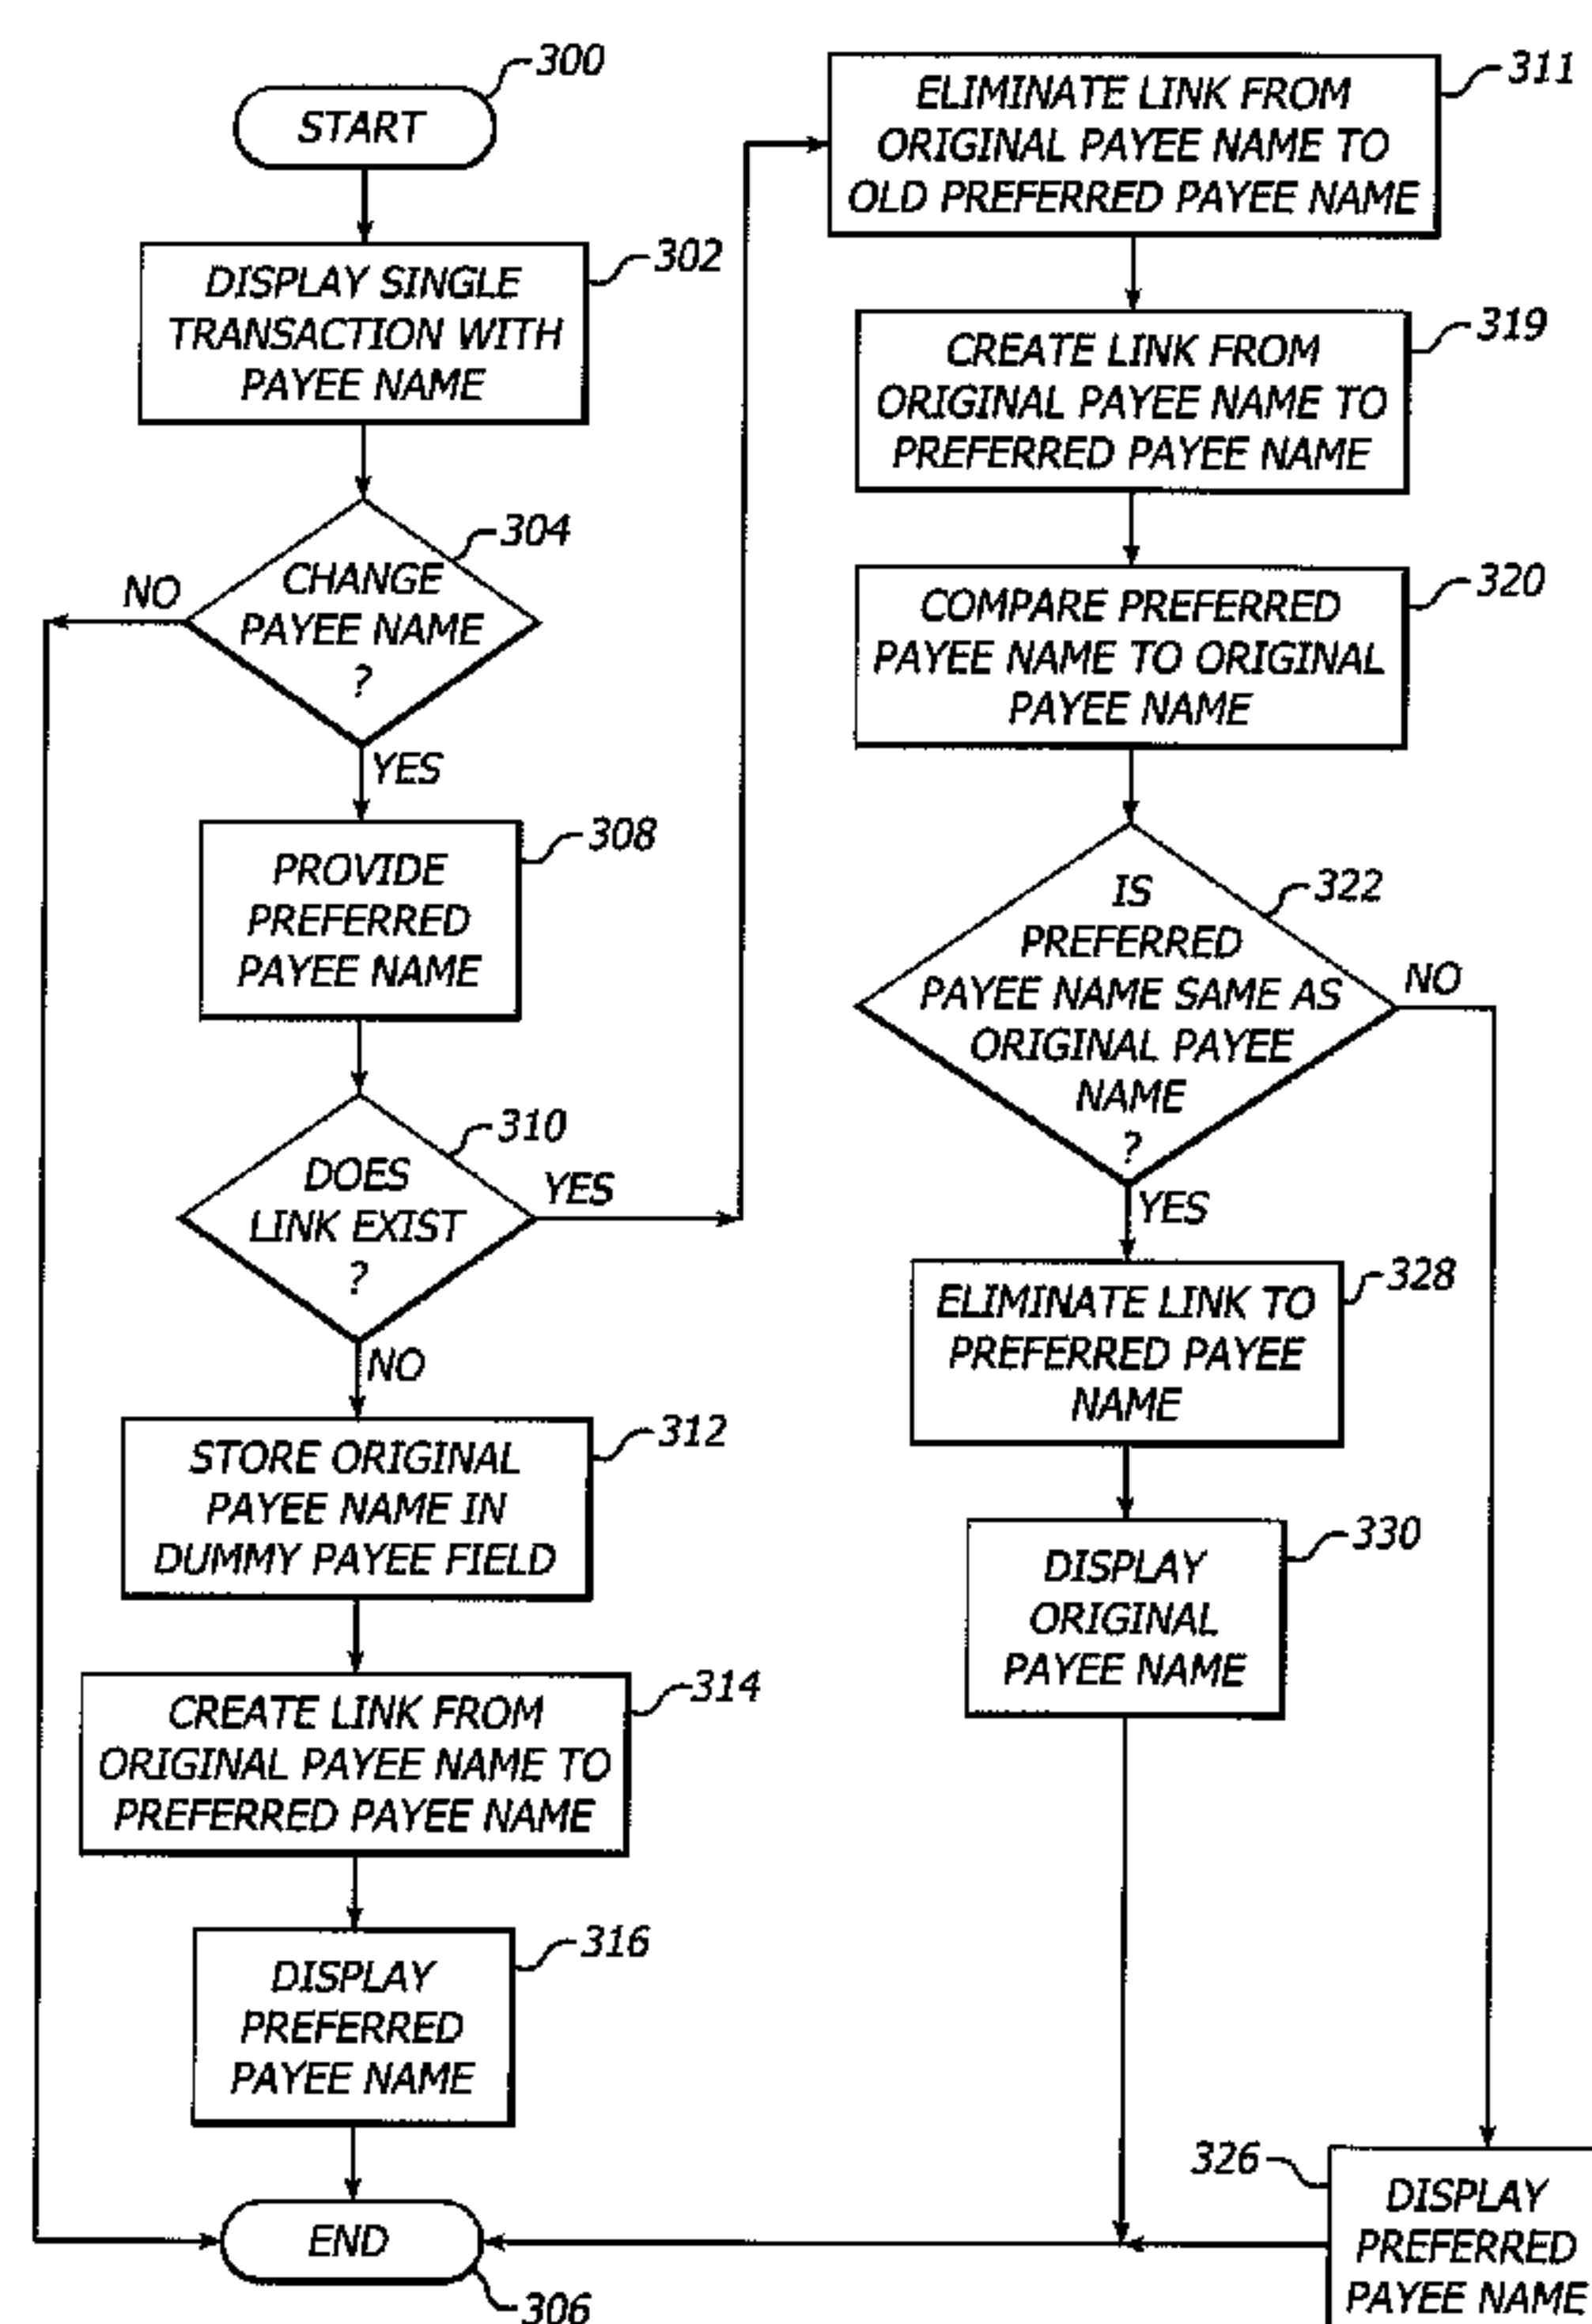 300
START
302
DISPLAY SINGLE
TRANSACTION WITH
PAYEE NAME
304
CHANGE
PAYEE NAME
?
NO
YES
308
PROVIDE
PREFERRED
PAYEE NAME
310
DOES
LINK EXIST
?
YES
NO
312
STORE ORIGINAL
PAYEE NAME IN
DUMMY PAYEE FIELD
314
CREATE LINK FROM
ORIGINAL PAYEE NAME TO
PREFERRED PAYEE NAME
316
DISPLAY
PREFERRED
PAYEE NAME
END
306
311
ELIMINATE LINK FROM
ORIGINAL PAYEE NAME TO
OLD PREFERRED PAYEE NAME
319
CREATE LINK FROM
ORIGINAL PAYEE NAME TO
PREFERRED PAYEE NAME
320
COMPARE PREFERRED
PAYEE NAME TO ORIGINAL
PAYEE NAME
322
IS
PREFERRED
PAYEE NAME SAME AS
ORIGINAL PAYEE
NAME
?
NO
YES
328
ELIMINATE LINK TO
PREFERRED PAYEE
NAME
330
DISPLAY
ORIGINAL
PAYEE NAME
326
DISPLAY
PREFERRED
PAYEE NAME